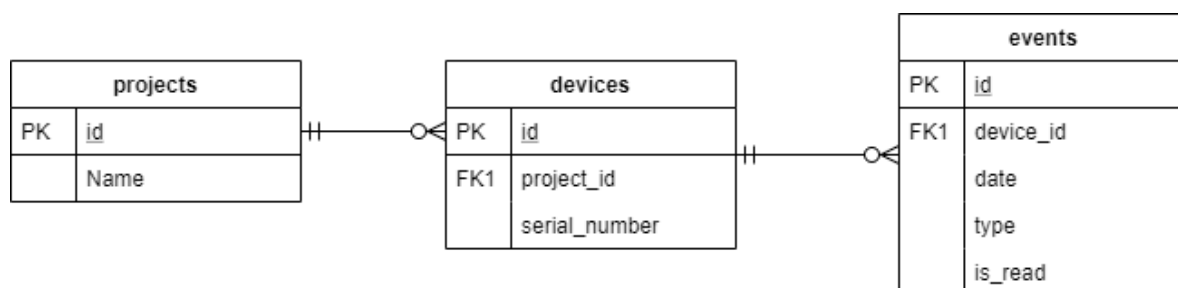 projects
PK id
Name
devices
PK id
FK1 project_id
serial_number
events
PK id
FK1 device_id
date
type
is_read